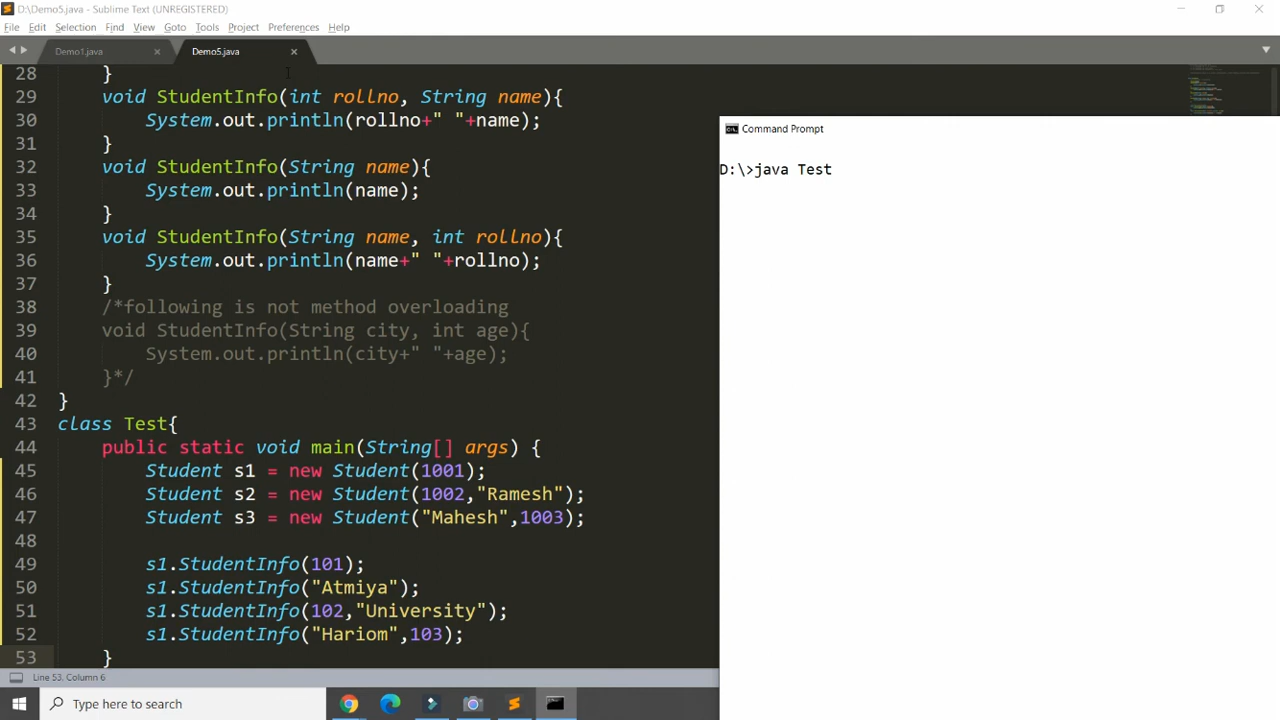 D:\Demo5.java - Sublime Text (UNREGISTERED)
File Edit Selection Find View Goto Tools Project Preferences Help
Demo1.java × Demo5.java ×
28 }
29 void StudentInfo(int rollno, String name){
30 System.out.println(rollno+" "+name);
31 }
32 void StudentInfo(String name){
33 System.out.println(name);
34 }
35 void StudentInfo(String name, int rollno){
36 System.out.println(name+" "+rollno);
37 }
38 /*following is not method overloading
39 void StudentInfo(String city, int age){
40 System.out.println(city+" "+age);
41 }*/
42 }
43 class Test{
44 public static void main(String[] args) {
45 Student s1 = new Student(1001);
46 Student s2 = new Student(1002,"Ramesh");
47 Student s3 = new Student("Mahesh",1003);
48
49 s1.StudentInfo(101);
50 s1.StudentInfo("Atmiya");
51 s1.StudentInfo(102,"University");
52 s1.StudentInfo("Hariom",103);
53 }
Line 53, Column 6
Command Prompt
D:\>java Test
Type here to search